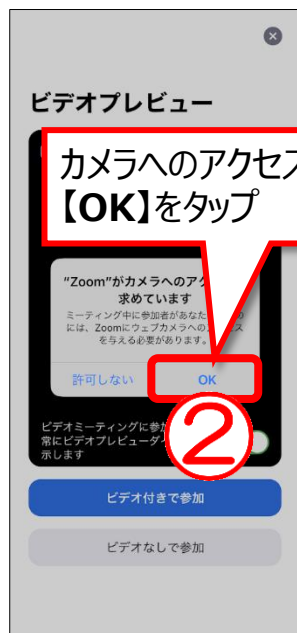 ビデオプレビュー
カメラへのアクセス
【OK】をタップ
"Zoom"がカメラへのアク
求めています
ミーティング中に参加者があなた
には、Zoomにウェブカメラへの
を与える必要があります。
許可しない
OK
②
ビデオミーティングに参加
常にビデオプレビュー
示します
ビデオ付きで参加
ビデオなしで参加